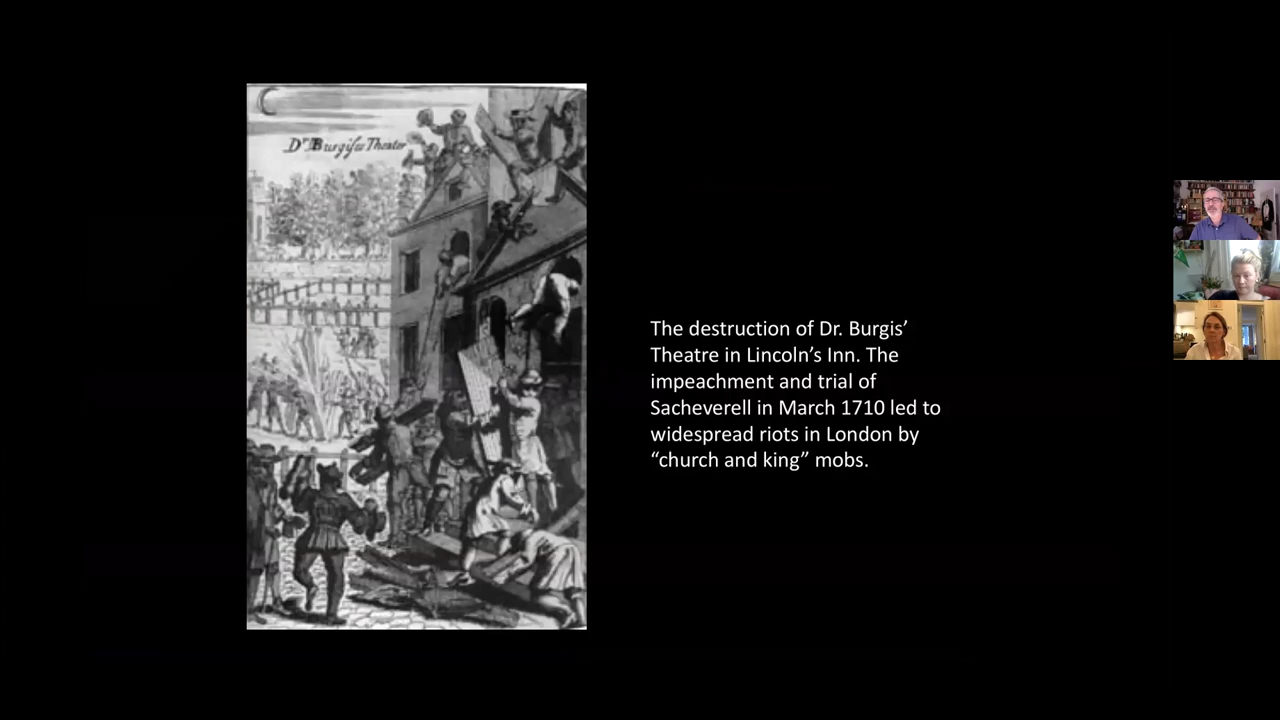 Dr. Burgises Theater
The destruction of Dr. Burgis’
Theatre in Lincoln’s Inn. The
impeachment and trial of
Sacheverell in March 1710 led to
widespread riots in London by
“church and king” mobs.